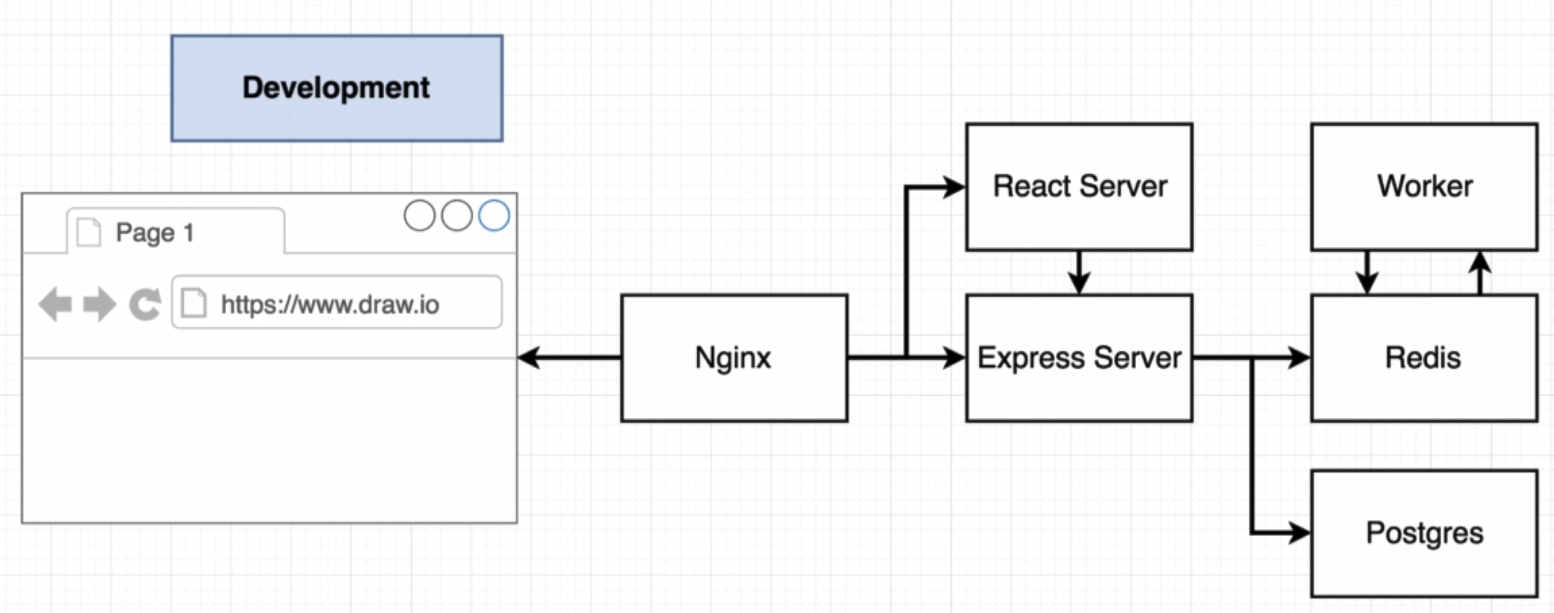 Development
Page 1
https://www.draw.io
React Server
Worker
Nginx
Express Server
Redis
Postgres